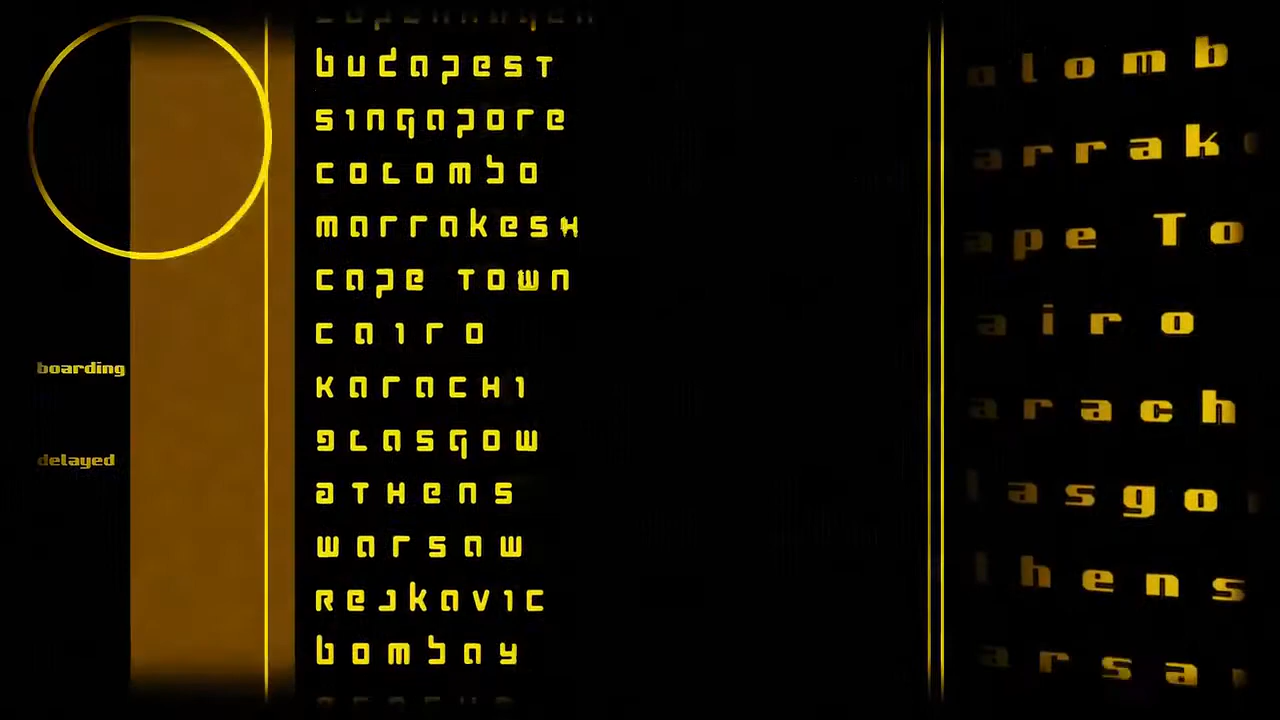 budapest
singapore
colombo
marrakesh
cape town
cairo
karachi
glasgow
athens
warsaw
Rejkavic
bombay
boarding
delayed
alomb
arrak
ape To
airo
arach
lasgo
thens
arsa